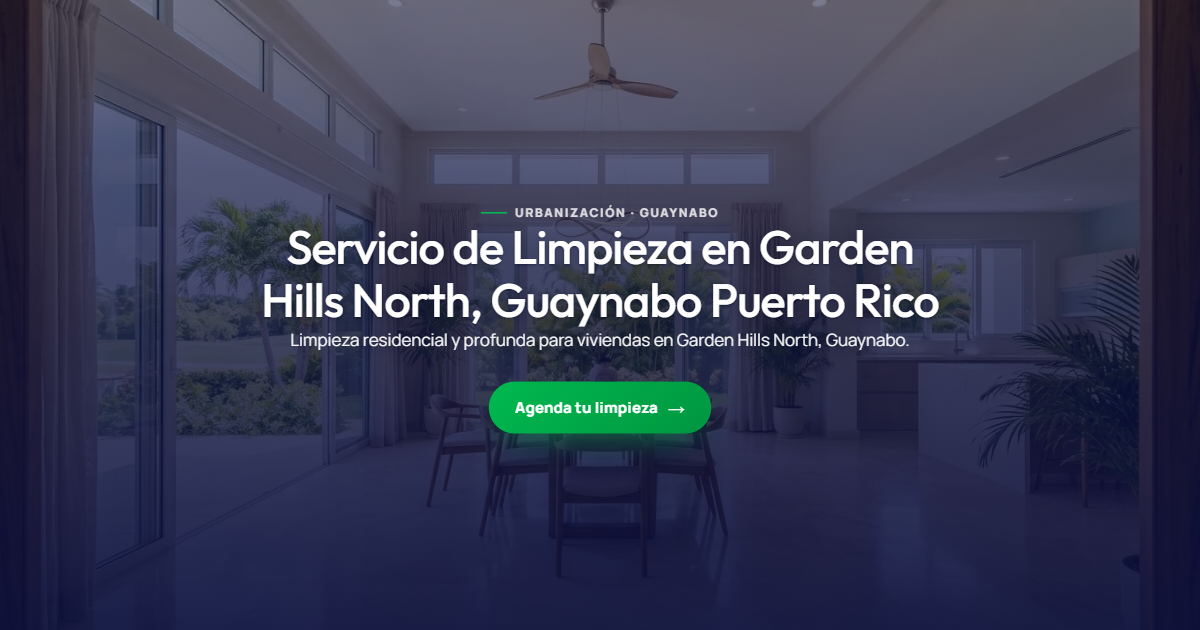 URBANIZACIÓN · GUAYNABO
Servicio de Limpieza en Garden
Hills North, Guaynabo Puerto Rico
Limpieza residencial y profunda para viviendas en Garden Hills North, Guaynabo.
Agenda tu limpieza →